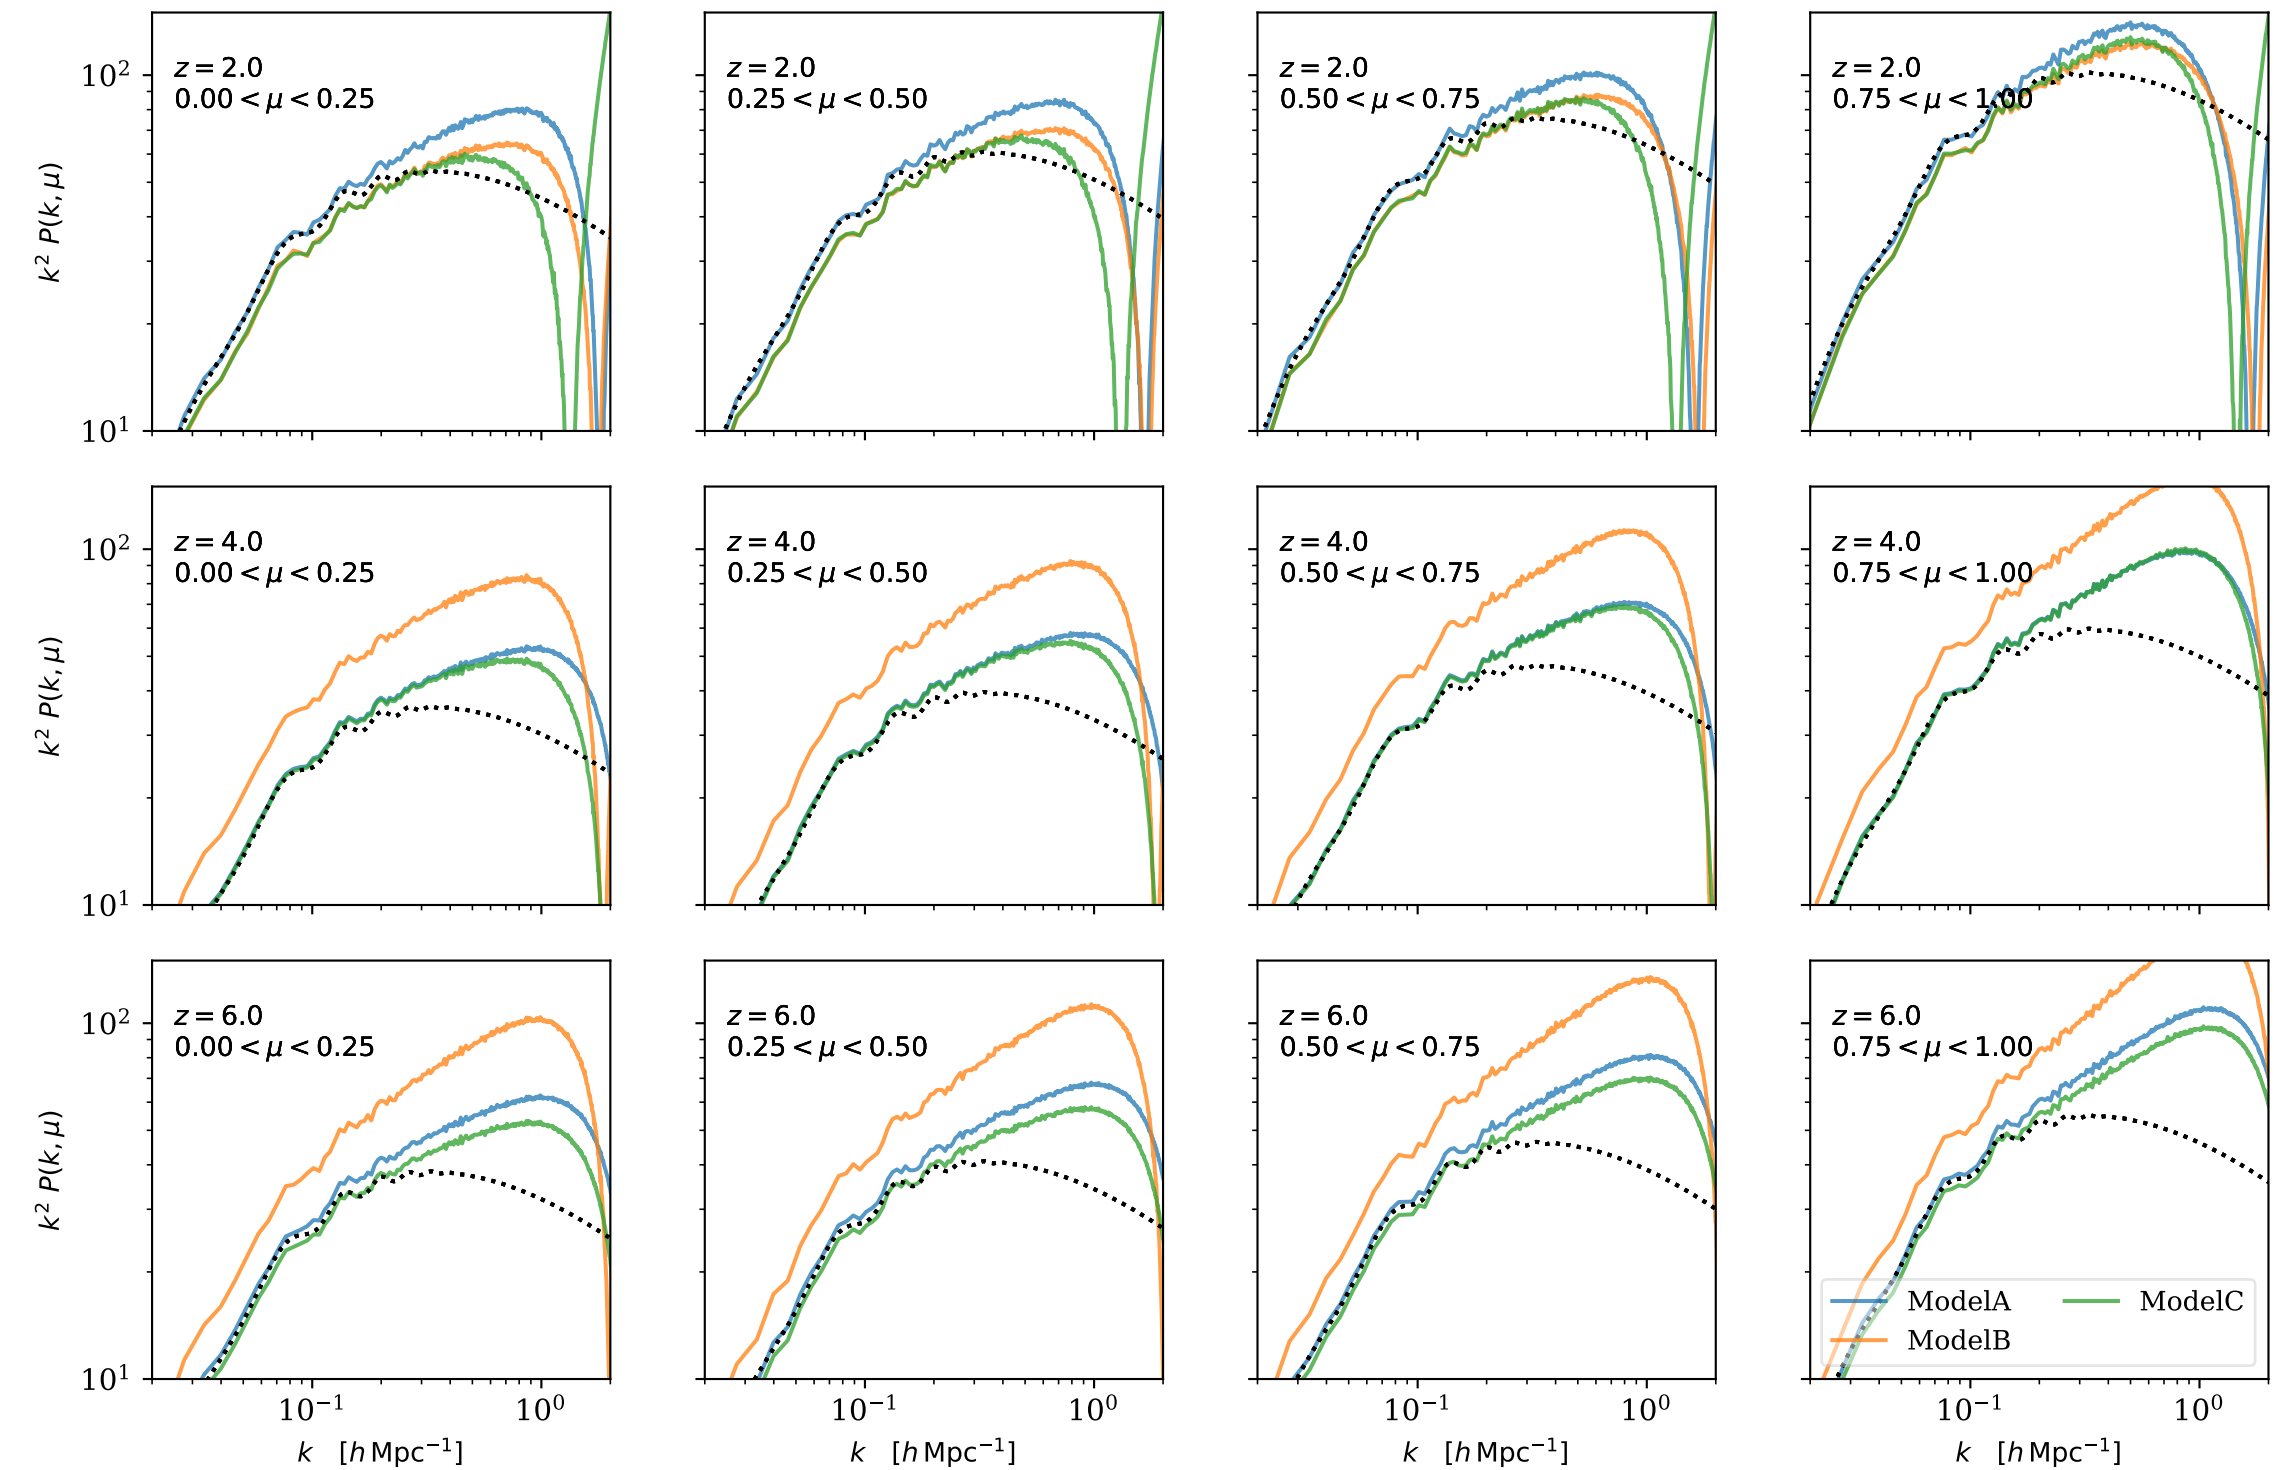 10² k² P(k, μ) 10¹
z = 2.0
0.00 < μ < 0.25
z = 2.0
0.25 < μ < 0.50
z = 2.0
0.50 < μ < 0.75
z = 2.0
0.75 < μ < 1.00
10² k² P(k, μ) 10¹
z = 4.0
0.00 < μ < 0.25
z = 4.0
0.25 < μ < 0.50
z = 4.0
0.50 < μ < 0.75
z = 4.0
0.75 < μ < 1.00
10² k² P(k, μ) 10¹
z = 6.0
0.00 < μ < 0.25
z = 6.0
0.25 < μ < 0.50
z = 6.0
0.50 < μ < 0.75
z = 6.0
0.75 < μ < 1.00
ModelA ModelC
ModelB
10⁻¹ 10⁰ 10⁻¹ 10⁰ 10⁻¹ 10⁰ 10⁻¹ 10⁰
k [h Mpc⁻¹] k [h Mpc⁻¹] k [h Mpc⁻¹] k [h Mpc⁻¹]